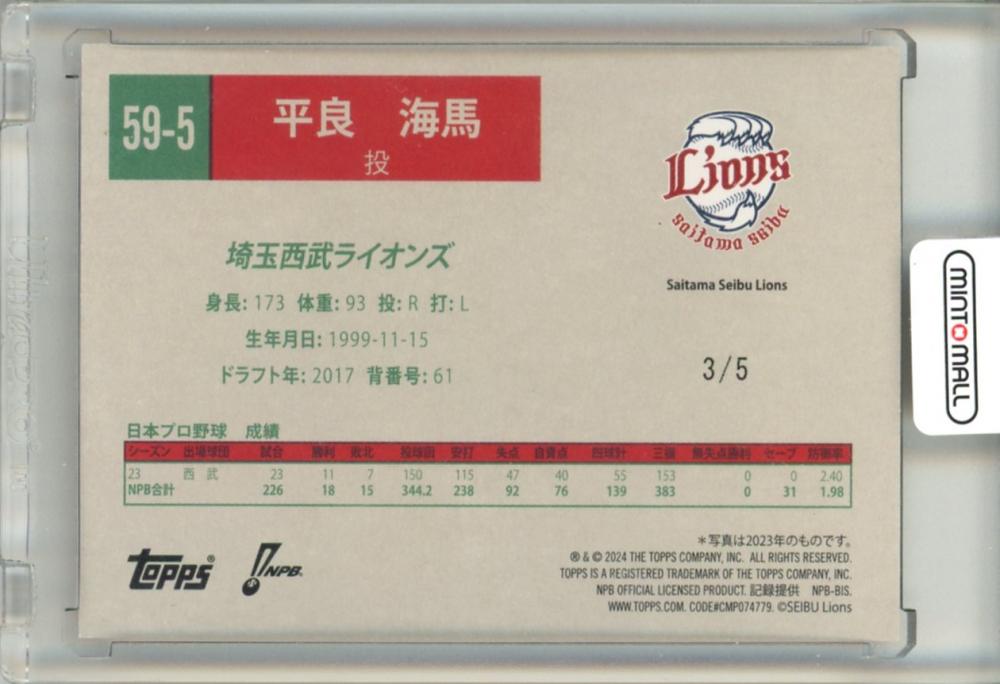 59-5
平良 海馬
投
Lions
saitama seibu
Saitama Seibu Lions
埼玉西武ライオンズ
身長: 173 体重: 93 投: R 打: L
生年月日: 1999-11-15
ドラフト年: 2017 背番号: 61
3/5
MINT MALL
日本プロ野球 成績
シーズン 出場球団 試合 勝利 敗北 投球回 安打 失点 自責点 四球計 三振 無失点勝利 セーブ 防御率
23 西 武 23 11 7 150 115 47 40 55 153 0 0 2.40
NPB合計 226 18 15 344.2 238 92 76 139 383 0 31 1.98
Topps®
NPB
*写真は2023年のものです。
® & © 2024 THE TOPPS COMPANY, INC. ALL RIGHTS RESERVED.
TOPPS IS A REGISTERED TRADEMARK OF THE TOPPS COMPANY, INC.
NPB OFFICIAL LICENSED PRODUCT. 記録提供 NPB-BIS.
WWW.TOPPS.COM. CODE#CMP074779. ©SEIBU Lions